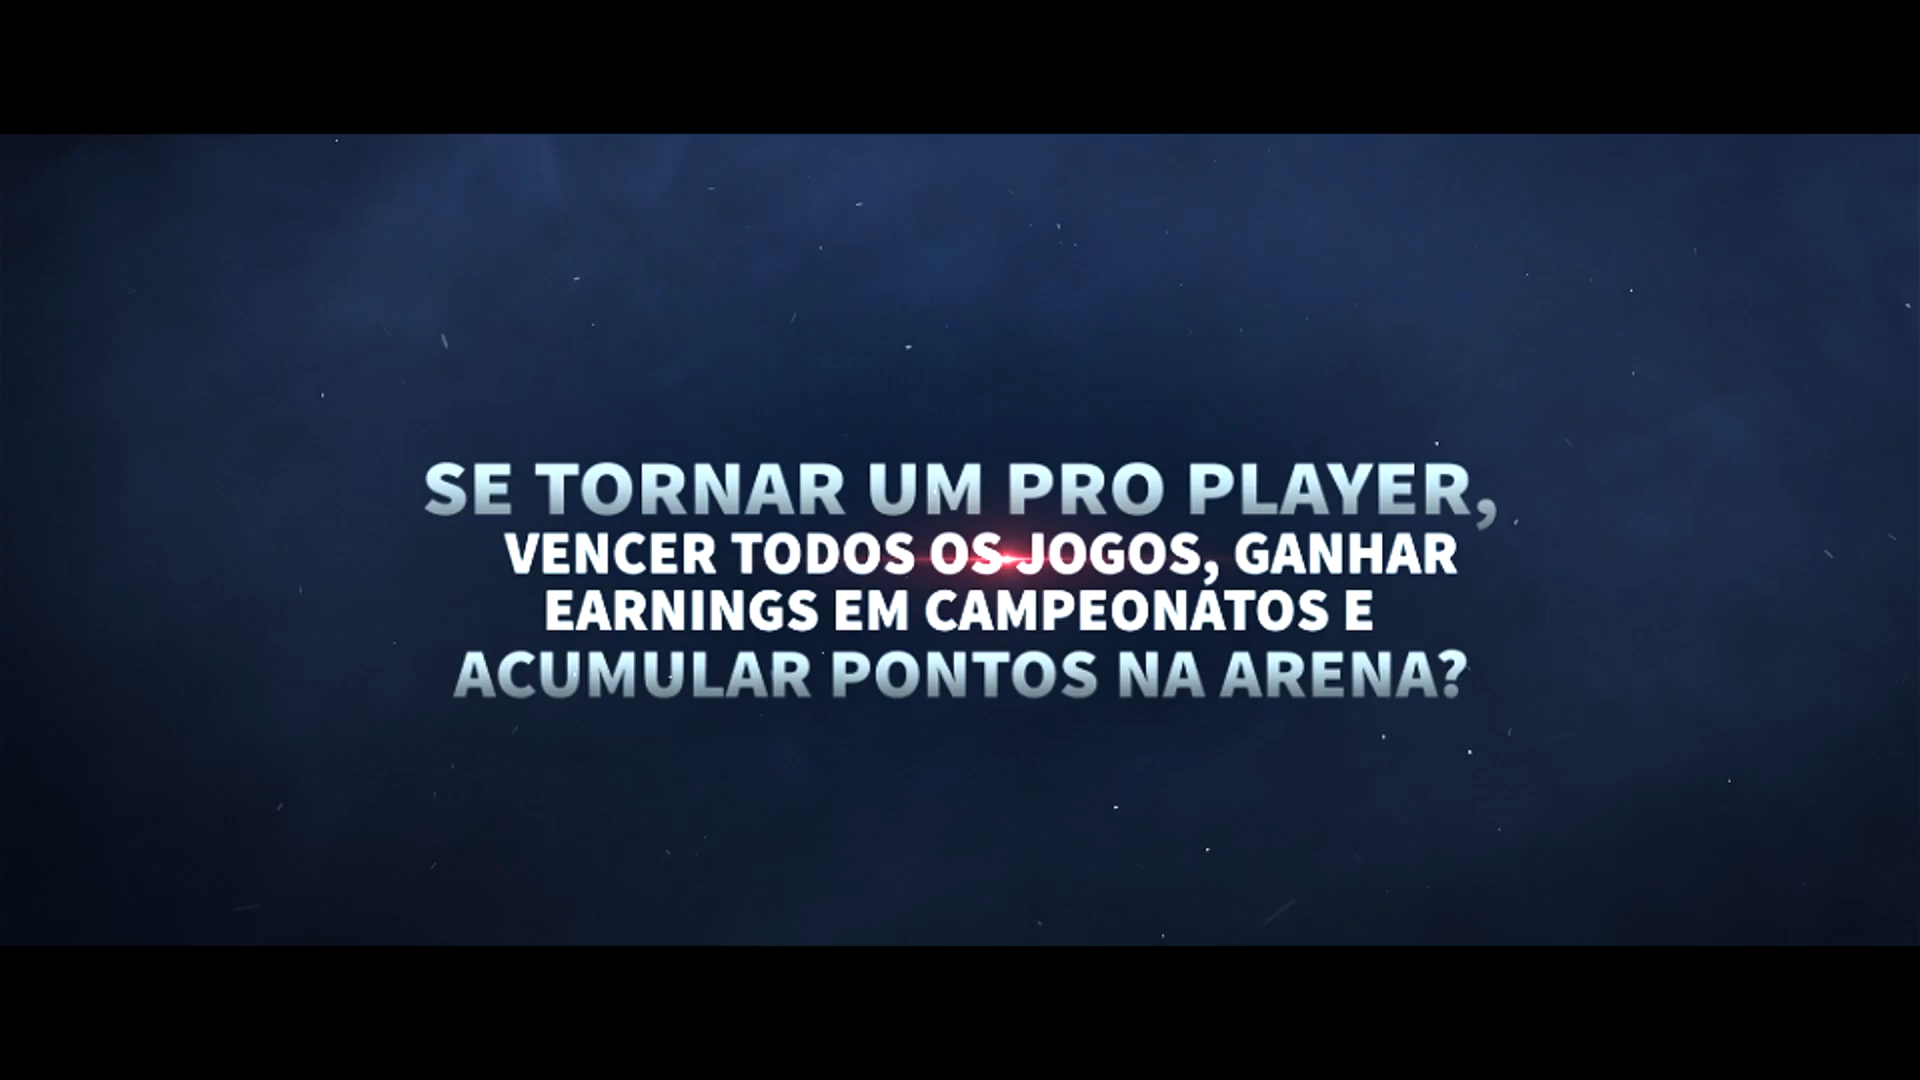 SE TORNAR UM PRO PLAYER,
VENCER TODOS OS JOGOS, GANHAR
EARNINGS EM CAMPEONATOS E
ACUMULAR PONTOS NA ARENA?